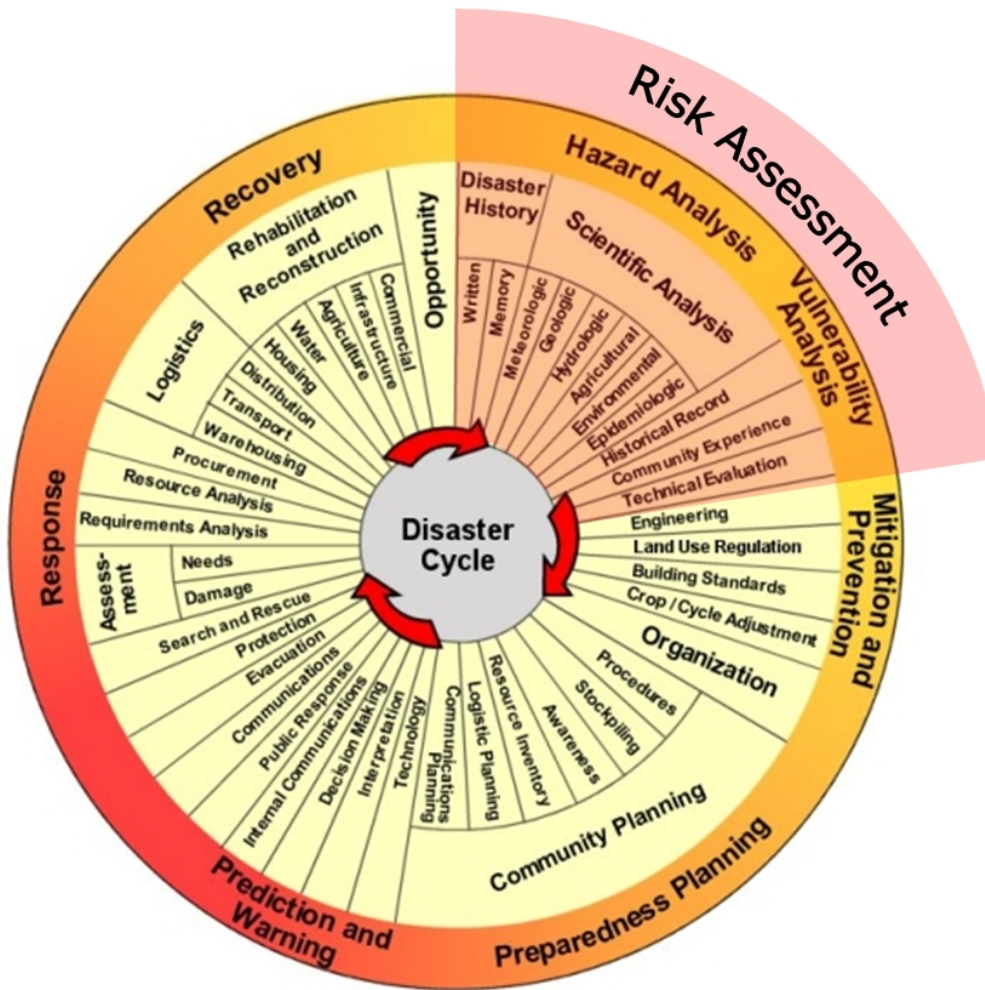 Risk Assessment
Hazard Analysis
Disaster
History
Written
Memory
Scientific Analysis
Meteorologic
Geologic
Hydrologic
Agricultural
Environmental
Epidemiologic
Vulnerability
Analysis
Historical Record
Community Experience
Technical Evaluation
Mitigation and
Prevention
Engineering
Land Use Regulation
Building Standards
Crop / Cycle Adjustment
Preparedness Planning
Organization
Community Planning
Procedures
Stockpiling
Awareness
Resource Inventory
Logistic Planning
Communications
Planning
Prediction and
Warning
Technology
Interpretation
Decision Making
Internal Communications
Response
Public Response
Communications
Evacuation
Protection
Search and Rescue
Assess-
ment
Damage
Needs
Requirements Analysis
Resource Analysis
Procurement
Logistics
Warehousing
Transport
Distribution
Recovery
Rehabilitation
and
Reconstruction
Housing
Water
Agriculture
Infrastructure
Commercial
Opportunity
Disaster
Cycle